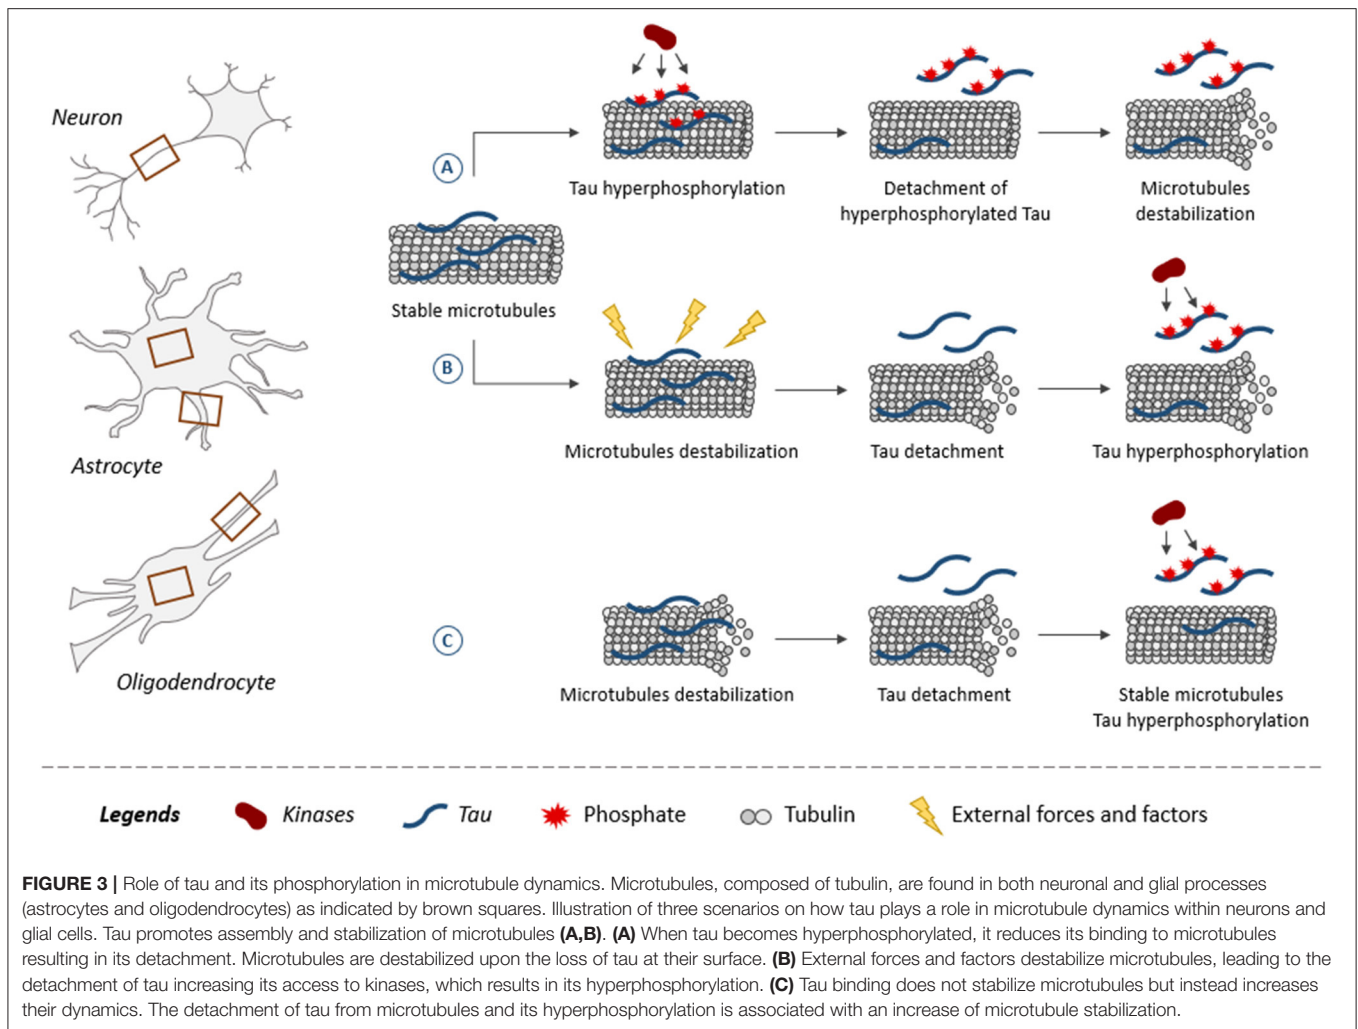 Neuron
A
Tau hyperphosphorylation
Detachment of
hyperphosphorylated Tau
Microtubules
destabilization
Stable microtubules
B
Microtubules destabilization
Tau detachment
Tau hyperphosphorylation
Astrocyte
C
Oligodendrocyte
Microtubules destabilization
Tau detachment
Stable microtubules
Tau hyperphosphorylation
Legends
Kinases
Tau
Phosphate
Tubulin
External forces and factors
FIGURE 3 | Role of tau and its phosphorylation in microtubule dynamics. Microtubules, composed of tubulin, are found in both neuronal and glial processes
(astrocytes and oligodendrocytes) as indicated by brown squares. Illustration of three scenarios on how tau plays a role in microtubule dynamics within neurons and
glial cells. Tau promotes assembly and stabilization of microtubules (A,B). (A) When tau becomes hyperphosphorylated, it reduces its binding to microtubules
resulting in its detachment. Microtubules are destabilized upon the loss of tau at their surface. (B) External forces and factors destabilize microtubules, leading to the
detachment of tau increasing its access to kinases, which results in its hyperphosphorylation. (C) Tau binding does not stabilize microtubules but instead increases
their dynamics. The detachment of tau from microtubules and its hyperphosphorylation is associated with an increase of microtubule stabilization.